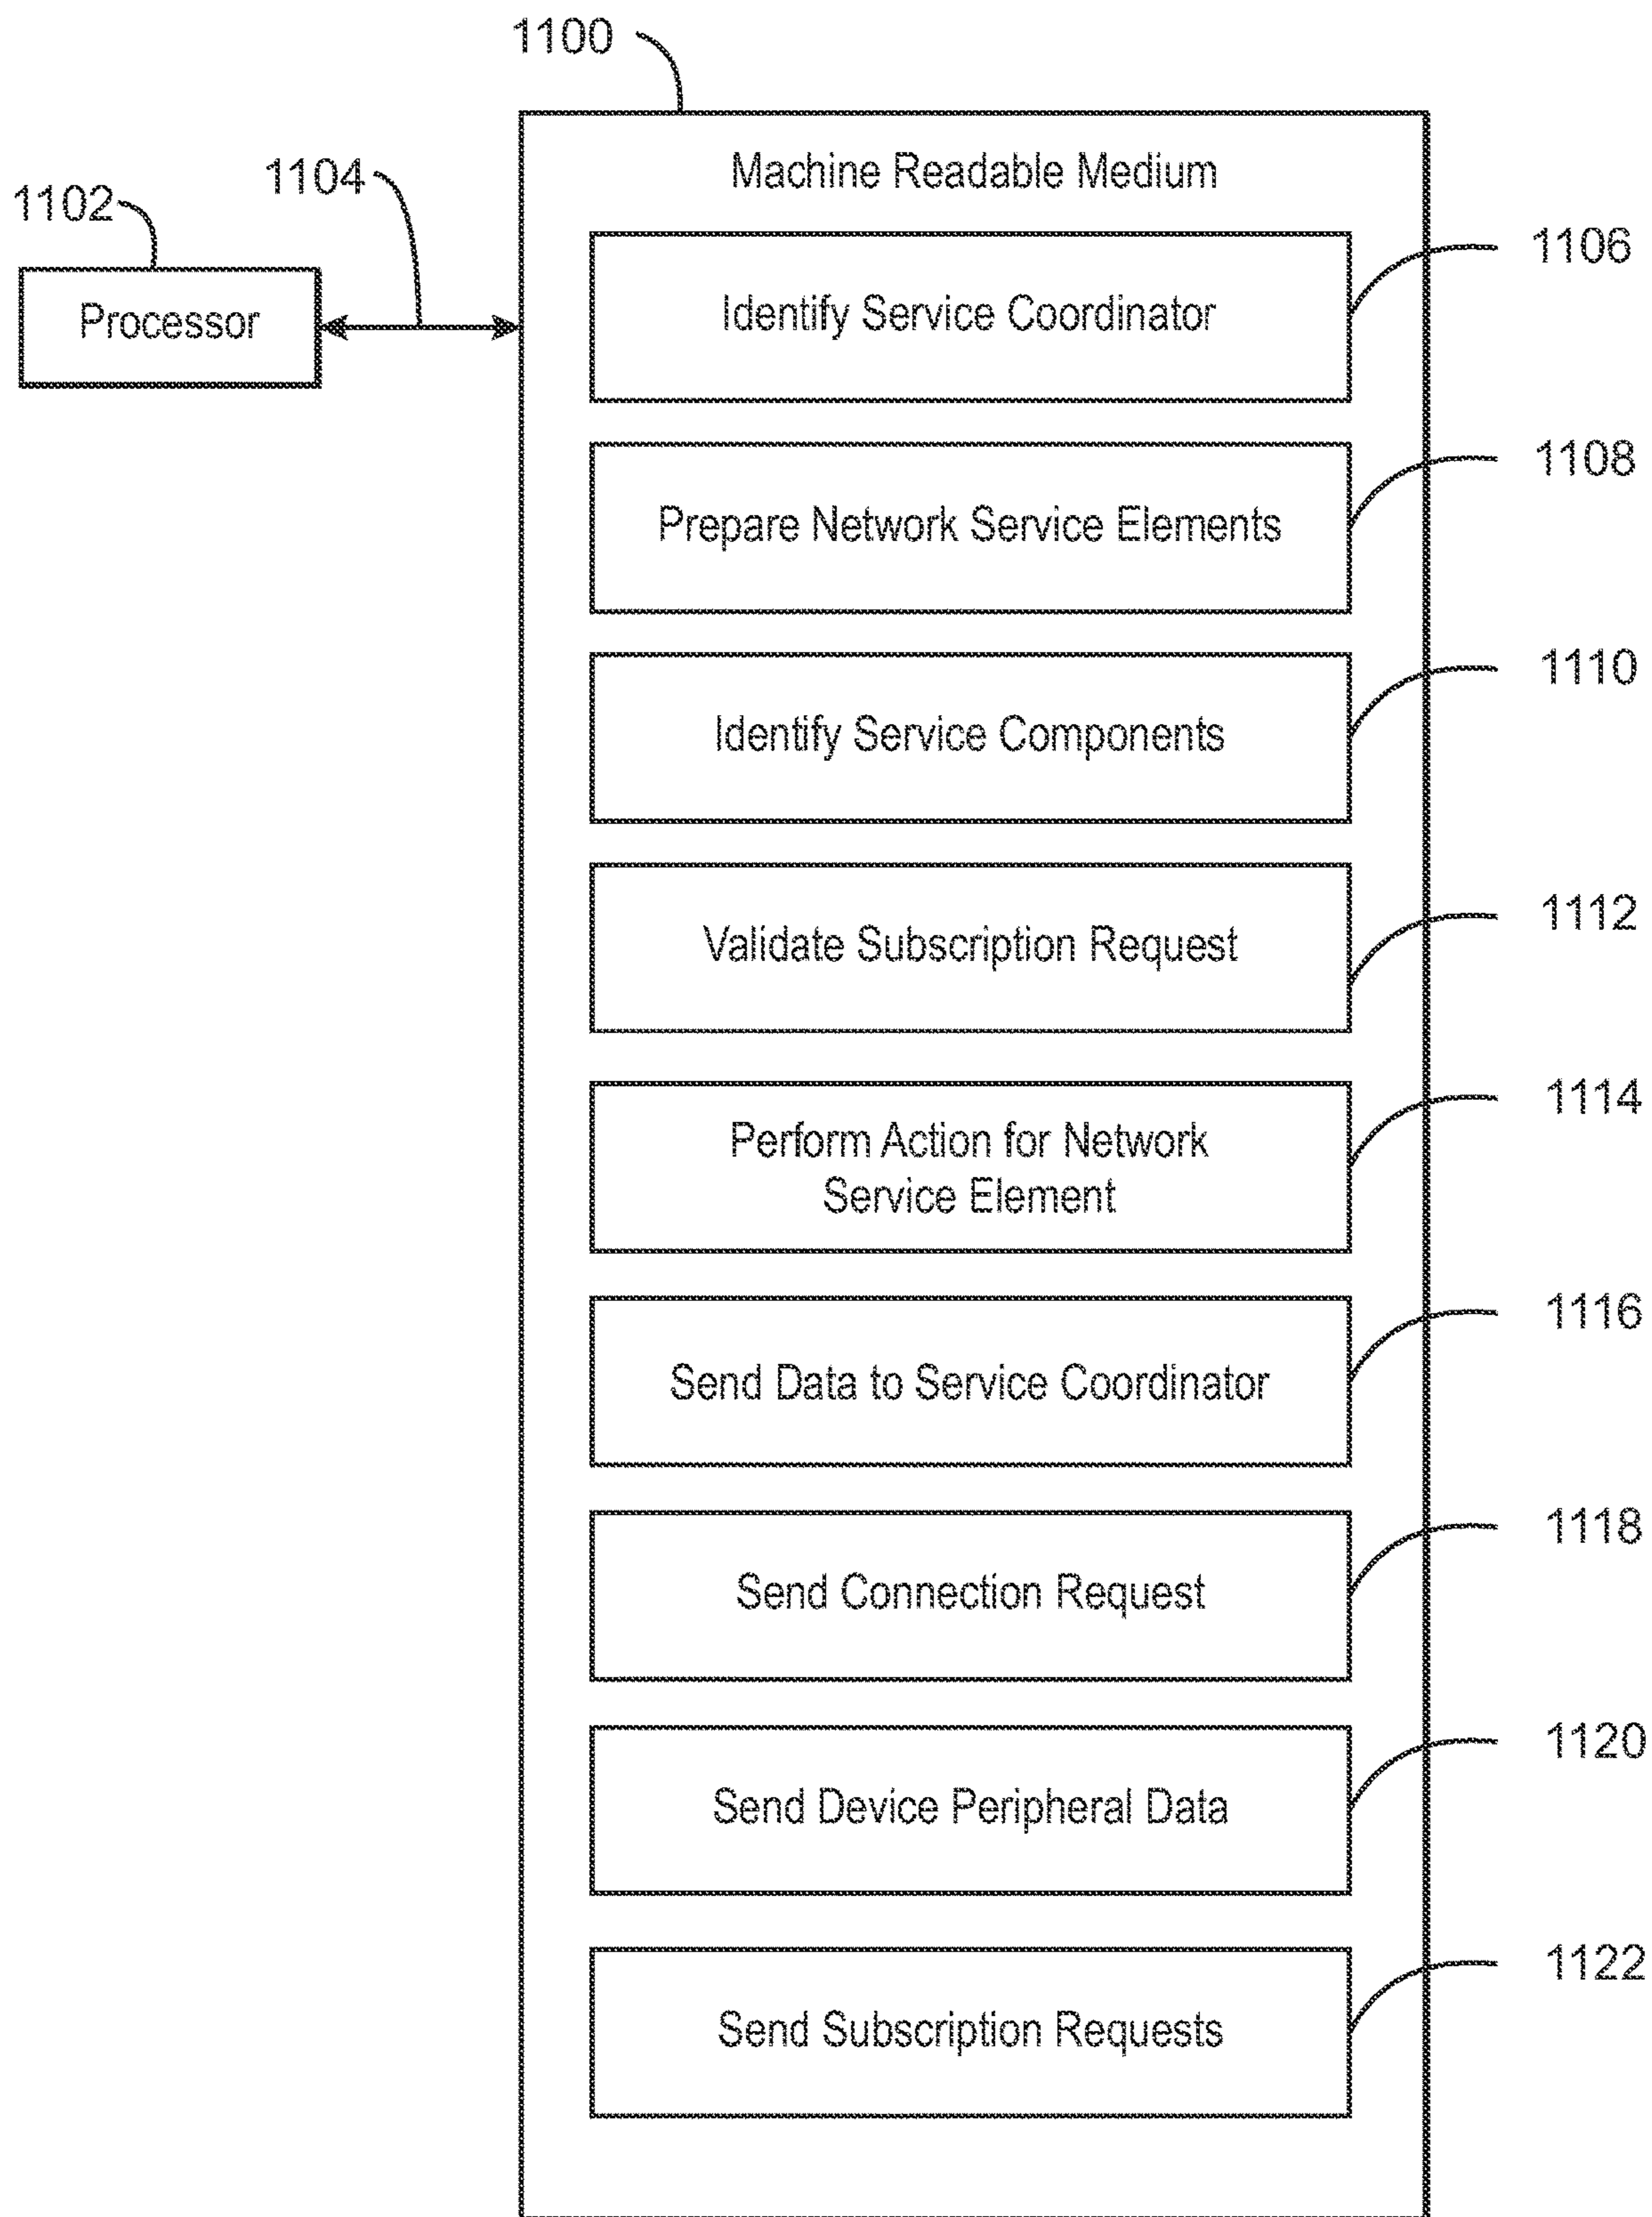 1100
Machine Readable Medium
1104
1102
Processor
1106
Identify Service Coordinator
1108
Prepare Network Service Elements
1110
Identify Service Components
1112
Validate Subscription Request
1114
Perform Action for Network
Service Element
1116
Send Data to Service Coordinator
1118
Send Connection Request
1120
Send Device Peripheral Data
1122
Send Subscription Requests